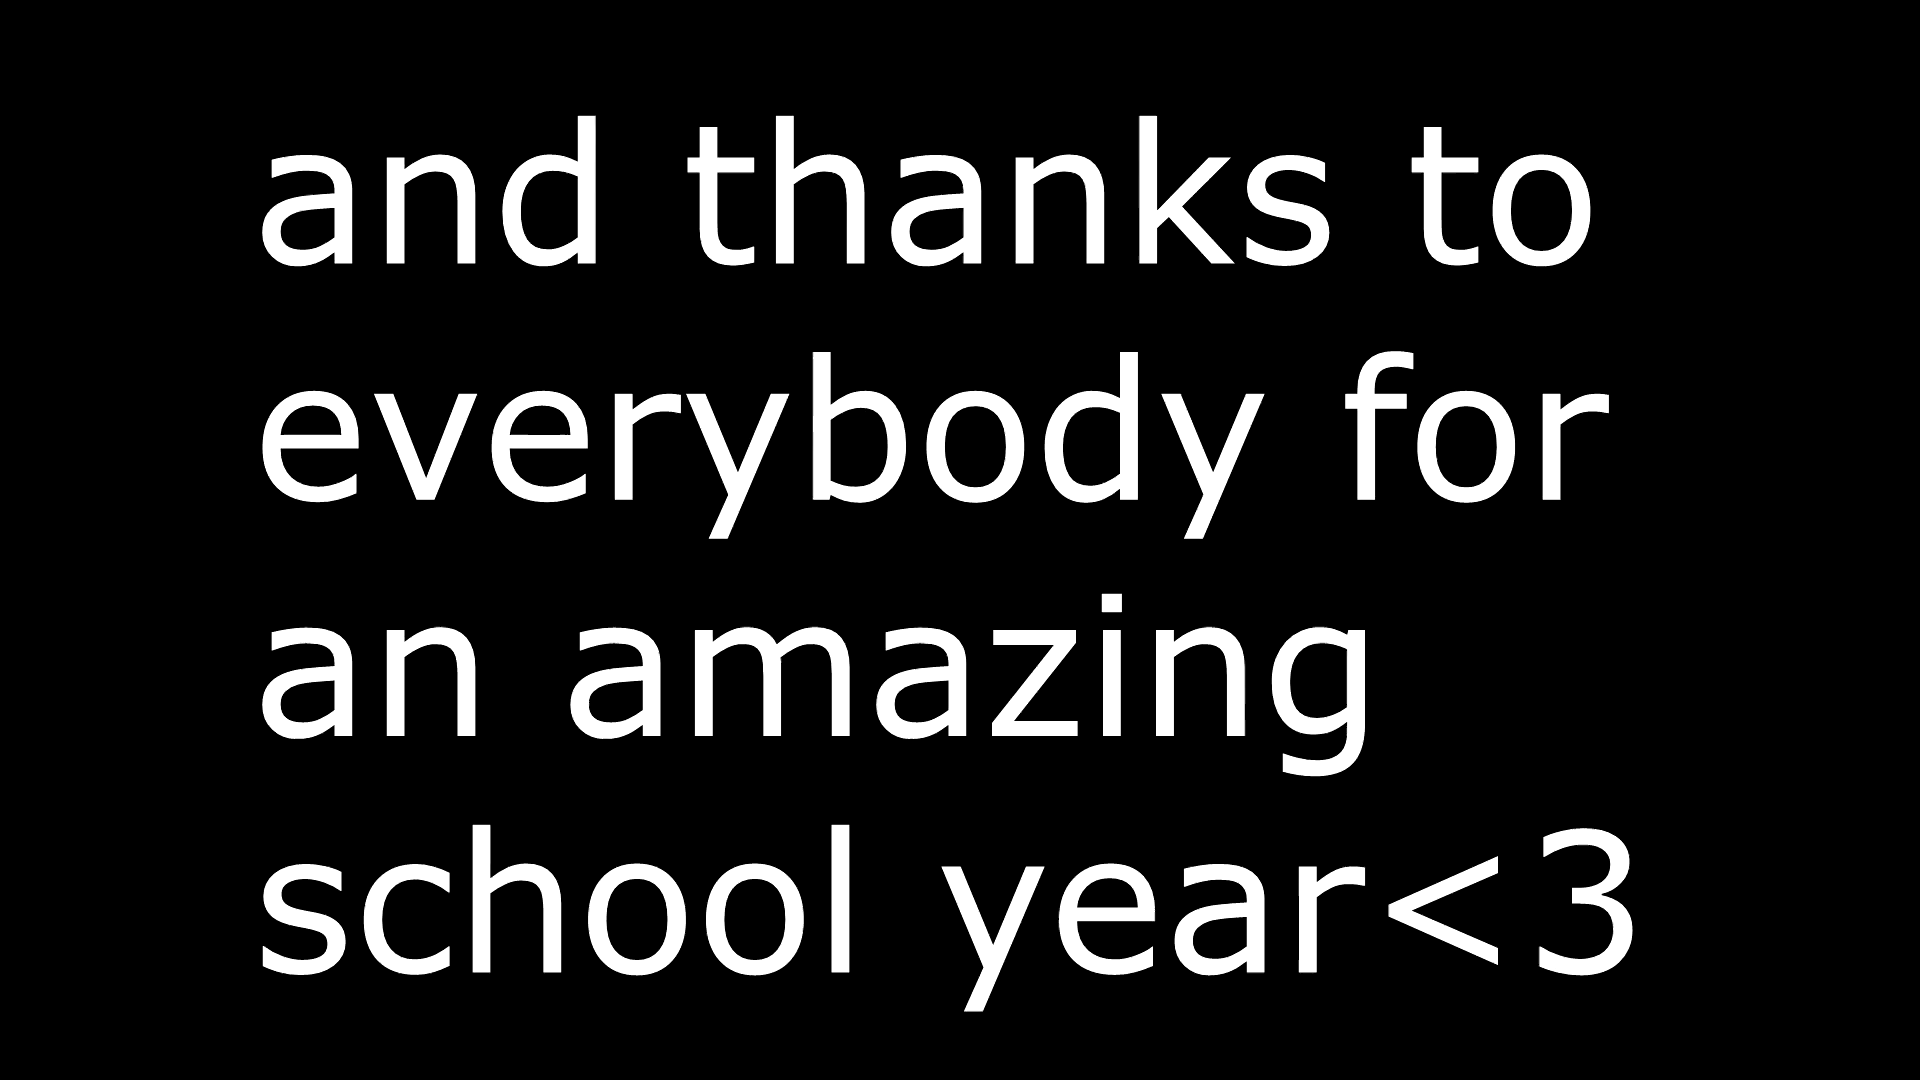 and thanks to
everybody for
an amazing
school year<3